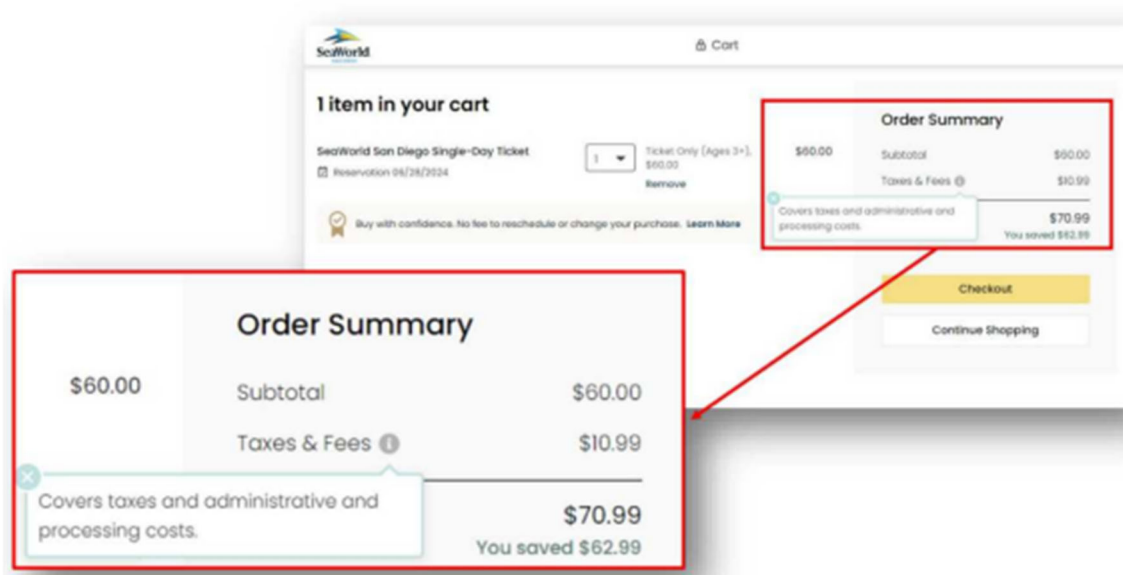 SeaWorld
Cart
1 item in your cart
SeaWorld San Diego Single-Day Ticket
Reservation 06/28/2024
1
Ticket Only (Ages 3+),
$60.00
Remove
$60.00
Buy with confidence. No fee to reschedule or change your purchase. Learn More
Order Summary
Subtotal $60.00
Taxes & Fees $10.99
Covers taxes and administrative and
processing costs.
$70.99
You saved $62.99
Checkout
Continue Shopping
Order Summary
$60.00
Subtotal $60.00
Taxes & Fees $10.99
Covers taxes and administrative and
processing costs.
$70.99
You saved $62.99